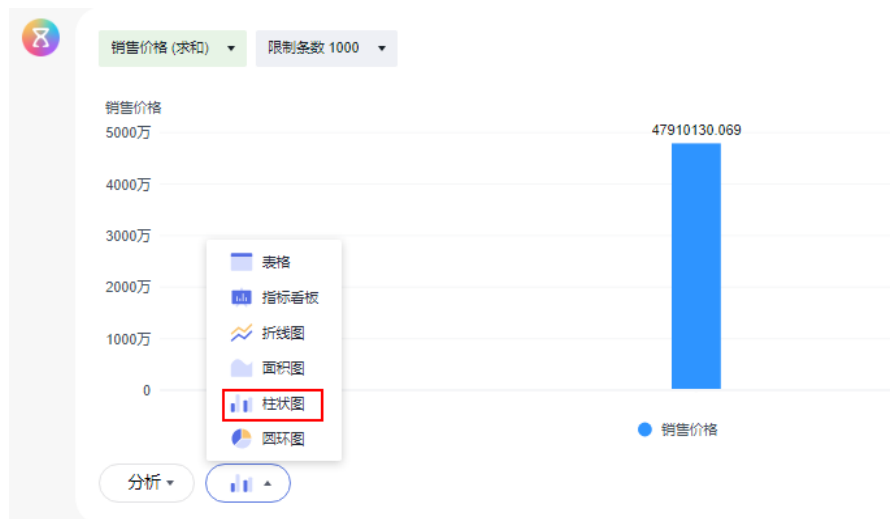 销售价格 (求和) 限制条数 1000
销售价格
5000万
47910130.069
4000万
3000万
2000万
1000万
0
表格
指标看板
折线图
面积图
柱状图
圆环图
销售价格
分析